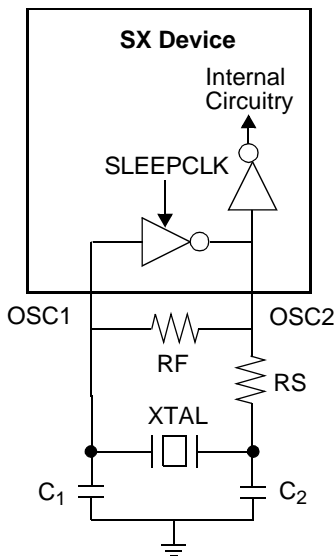 SX Device
Internal
Circuitry
SLEEPCLK
OSC1
OSC2
RF
RS
XTAL
C1
C2